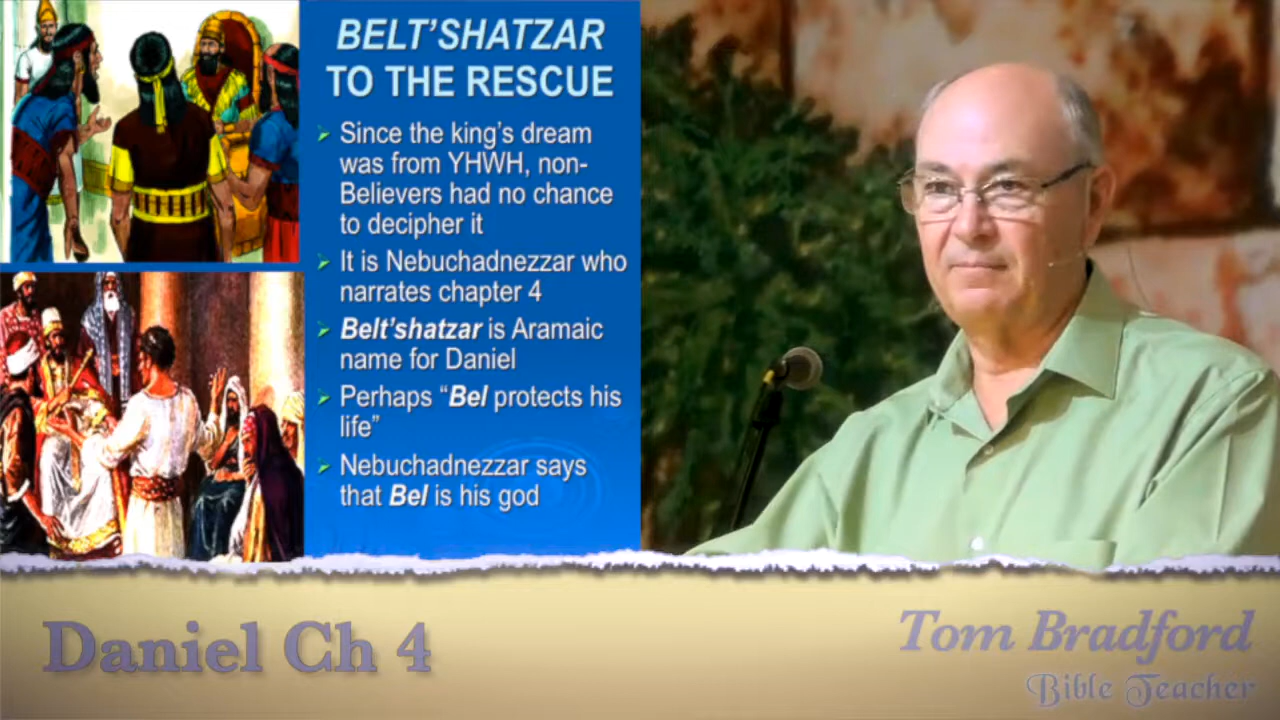 BELT’SHATZAR
TO THE RESCUE
Since the king’s dream
was from YHWH, non-
Believers had no chance
to decipher it
It is Nebuchadnezzar who
narrates chapter 4
Belt’shatzar is Aramaic
name for Daniel
Perhaps “Bel protects his
life”
Nebuchadnezzar says
that Bel is his god
Daniel Ch 4
Tom Bradford
Bible Teacher